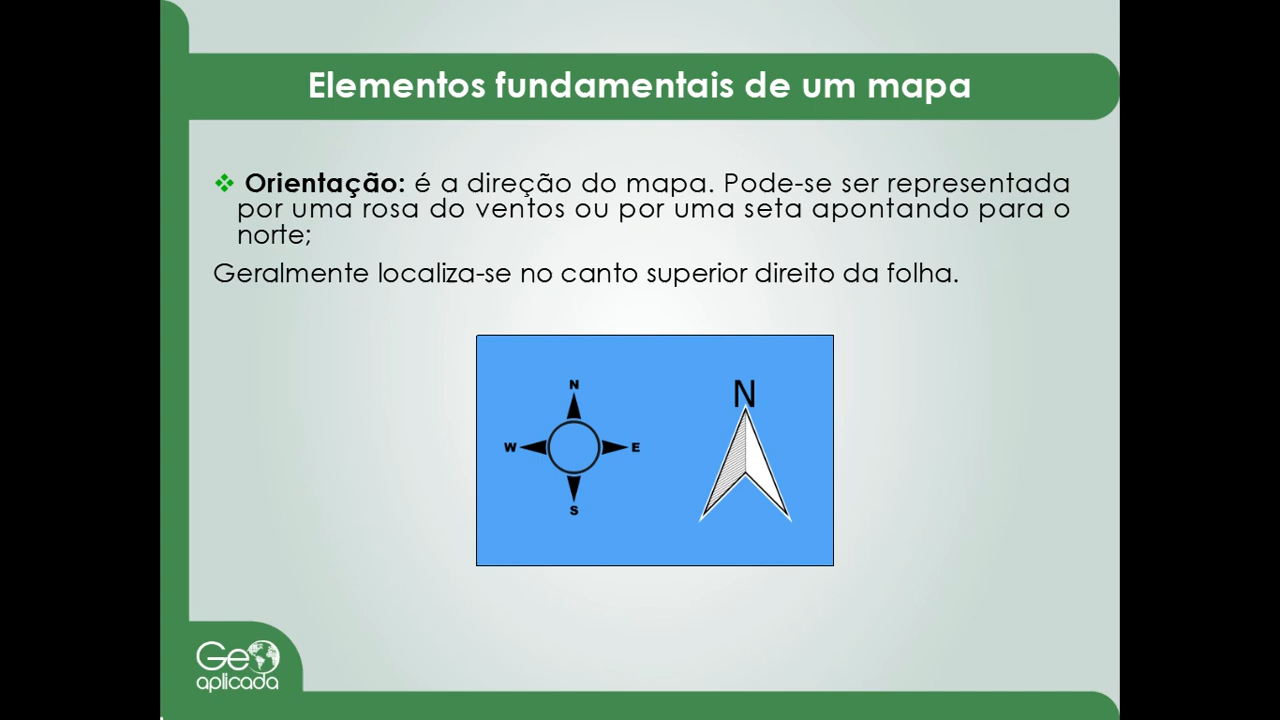 Elementos fundamentais de um mapa
❖ Orientação: é a direção do mapa. Pode-se ser representada
por uma rosa do ventos ou por uma seta apontando para o
norte;
Geralmente localiza-se no canto superior direito da folha.
N
W E
S
N
Geo
aplicada